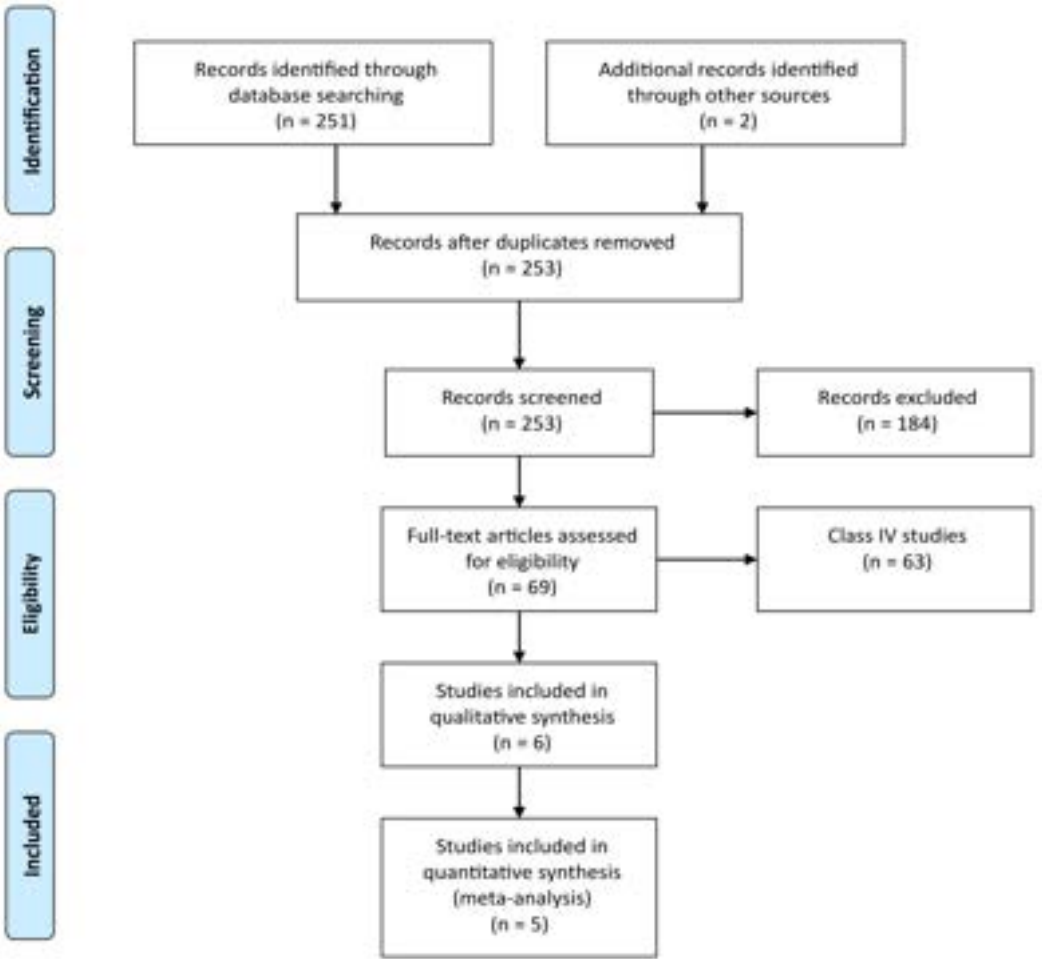 Identification
Records identified through
database searching
(n = 251)
Additional records identified
through other sources
(n = 2)
Records after duplicates removed
(n = 253)
Screening
Records screened
(n = 253)
Records excluded
(n = 184)
Eligibility
Full-text articles assessed
for eligibility
(n = 69)
Class IV studies
(n = 63)
Studies included in
qualitative synthesis
(n = 6)
Included
Studies included in
quantitative synthesis
(meta-analysis)
(n = 5)